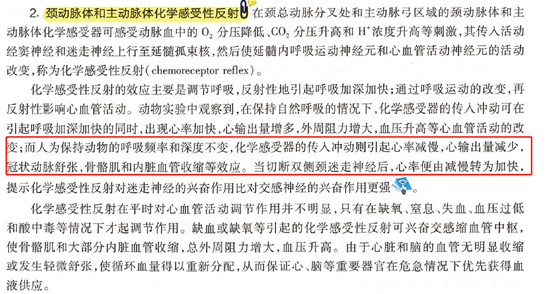 2. 颈动脉体和主动脉体化学感受性反射 在颈总动脉分叉处和主动脉弓区域的颈动脉体和主
动脉体化学感受器可感受动脉血中的 O₂ 分压降低、CO₂ 分压升高和 H⁺浓度升高等刺激,其传入活动
经窦神经和迷走神经上行至延髓孤束核,然后使延髓内呼吸运动神经元和心血管活动神经元的活动
改变,称为化学感受性反射(chemoreceptor reflex)。
化学感受性反射的效应主要是调节呼吸,反射性地引起呼吸加深加快;通过呼吸运动的改变,再
反射性影响心血管活动。动物实验中观察到,在保持自然呼吸的情况下,化学感受器的传入冲动可在
引起呼吸加深加快的同时,出现心率加快,心输出量增多,外周阻力增大,血压升高等心血管活动的改
变;而人为保持动物的呼吸频率和深度不变,化学感受器的传入冲动则引起心率减慢,心输出量减少,
冠状动脉舒张,骨骼肌和内脏血管收缩等效应。当切断双侧颈迷走神经后,心率便由减慢转为加快,
提示化学感受性反射对迷走神经的兴奋作用比对交感神经的兴奋作用更强
化学感受性反射在平时对心血管活动调节作用并不明显,只有在缺氧、窒息、失血、血压过低
和酸中毒等情况下才起调节作用。缺血或缺氧等引起的化学感受性反射可兴奋交感缩血管中枢,
使骨骼肌和大部分内脏血管收缩,总外周阻力增大,血压升高。由于心脏和脑的血管无明显收缩
或发生轻微舒张,使循环血量得以重新分配,从而保证心、脑等重要器官在危急情况下优先获得血
液供应。